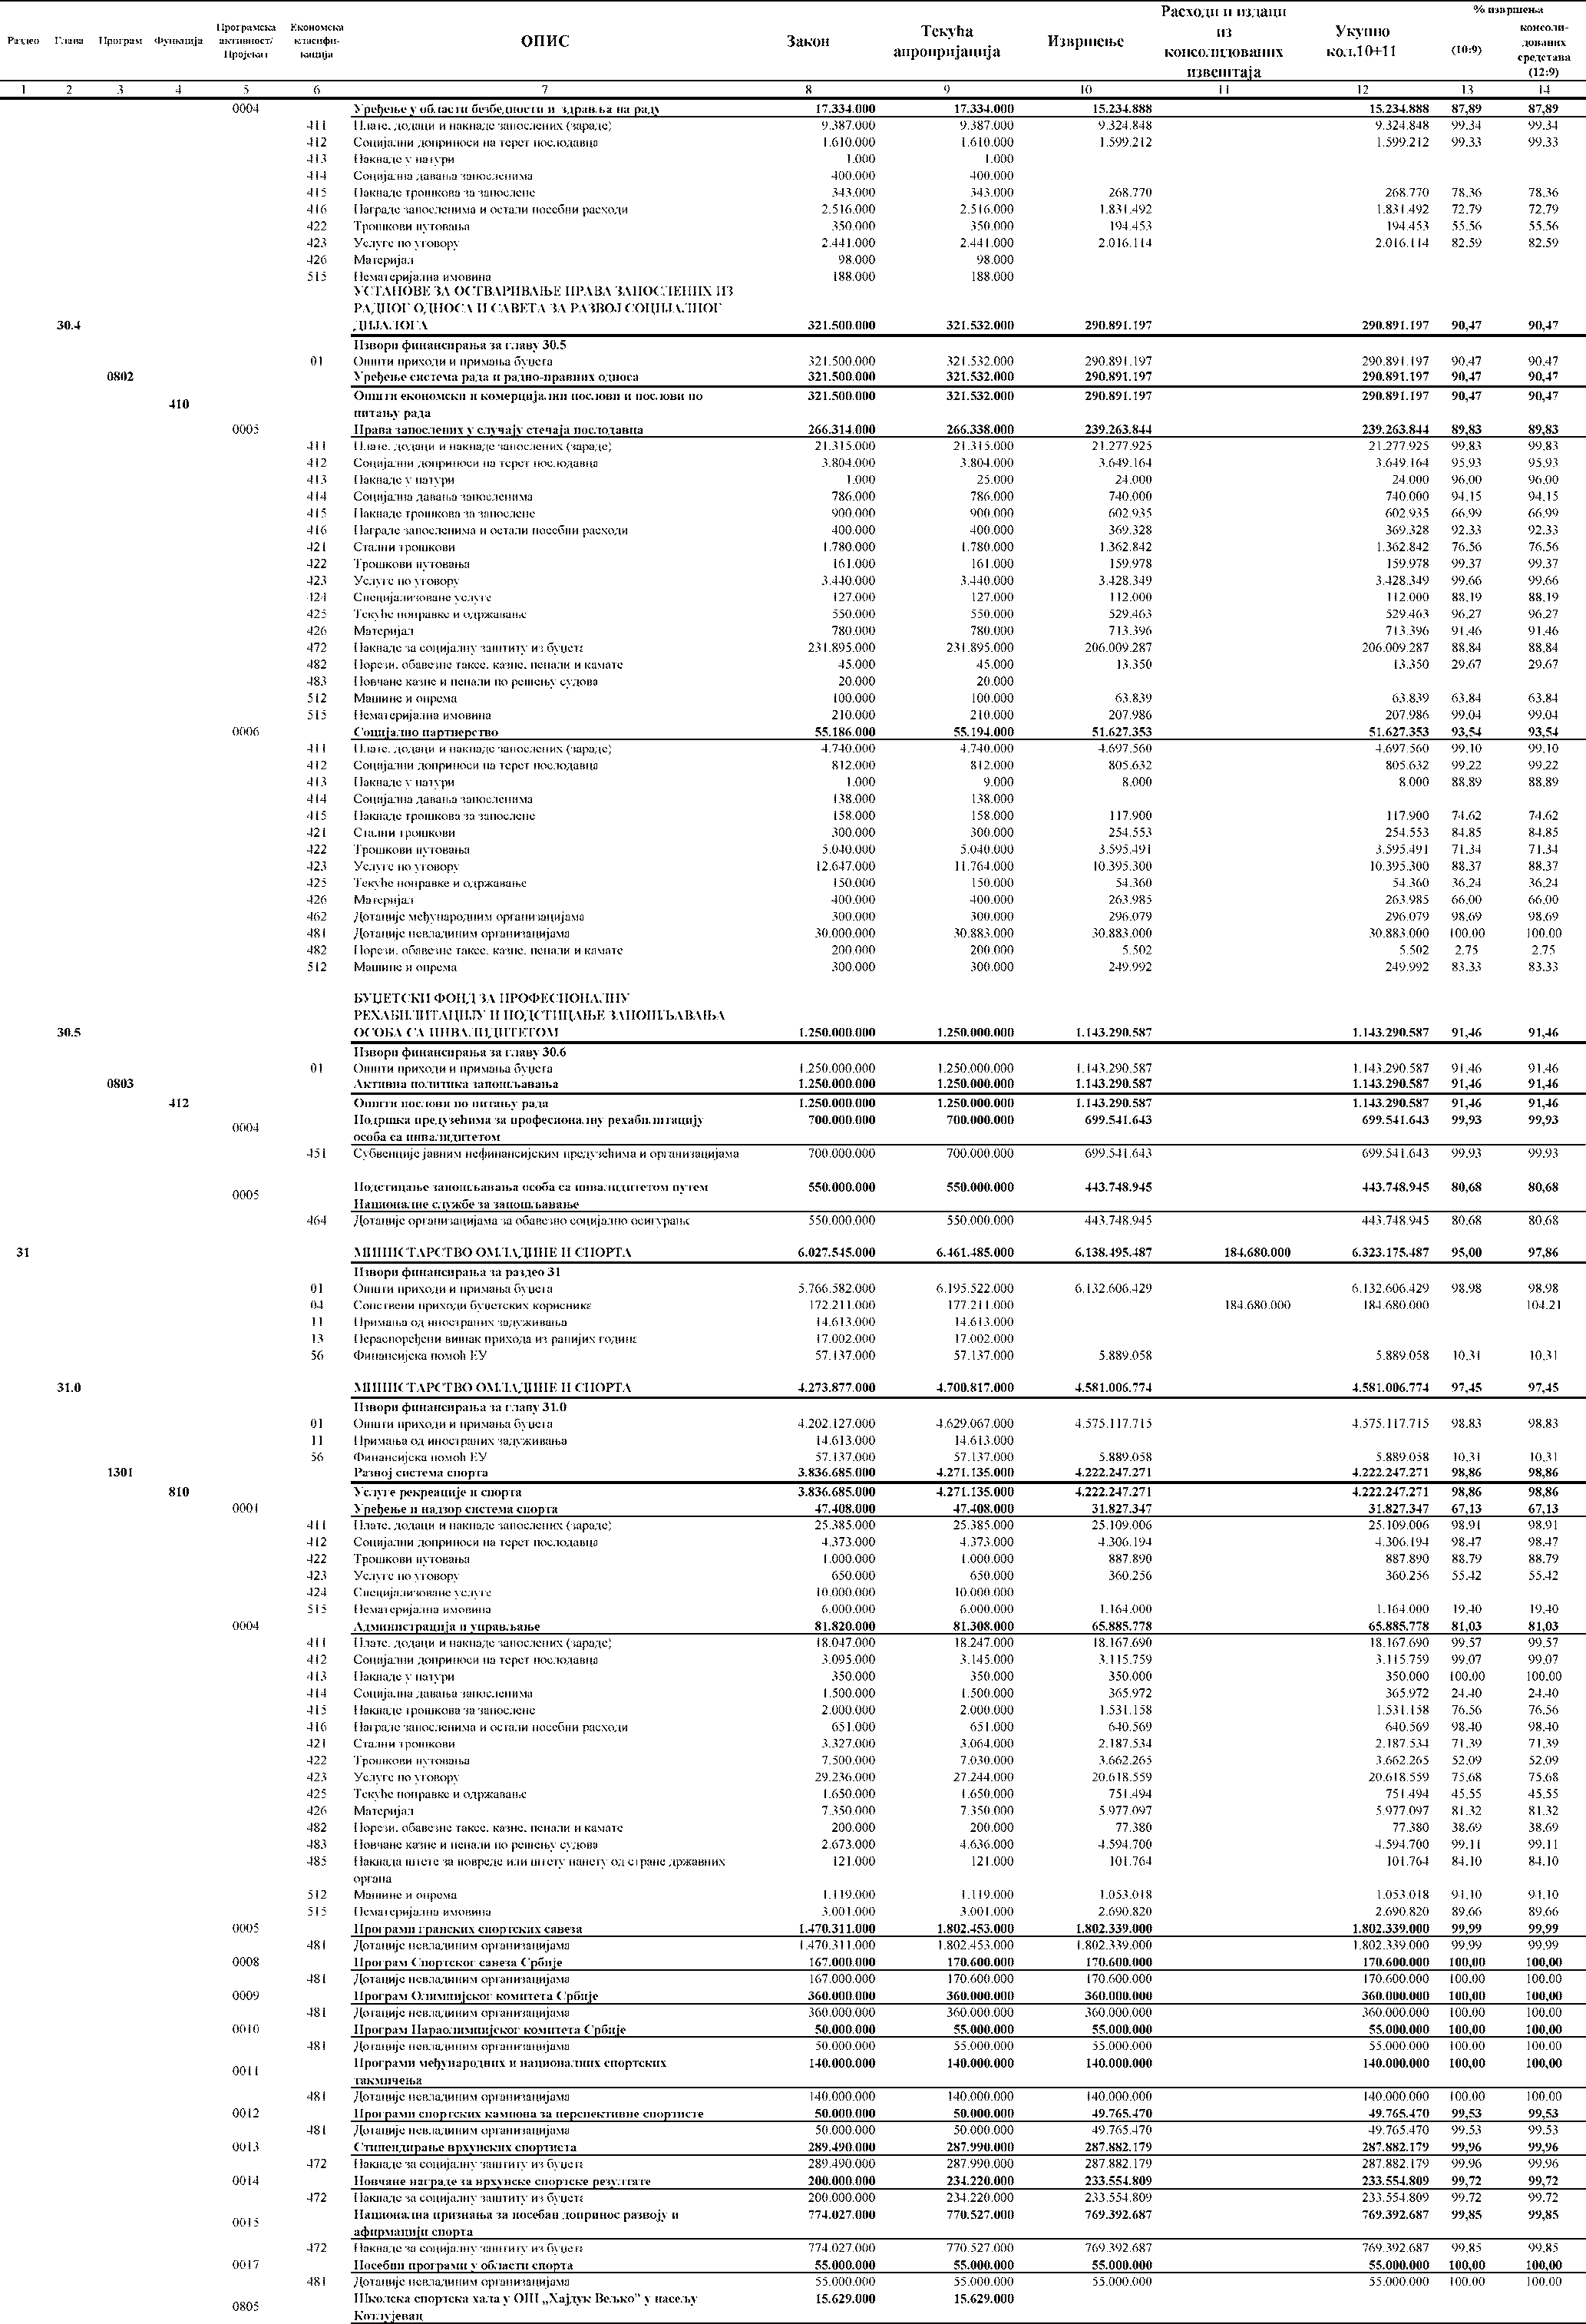 Раздео Глава Програм Функција Програмска активност/ Пројекат Економска класифи-кација ОПИС Закон Текућа апропријација Извршење Расходи и издаци из консолидованих извештаја Укупно кол.10+11 % извршења (10:9) консоли-дованих средстава (12:9)
1 2 3 4 5 6 7 8 9 10 11 12 13 14
0004 Уређење у области безбедности и здравља на раду 17.334.000 17.334.000 15.234.888 15.234.888 87,89 87,89
411 Плате, додаци и накнаде запослених (зараде) 9.387.000 9.387.000 9.324.848 9.324.848 99,34 99,34
412 Социјални доприноси на терет послодавца 1.610.000 1.610.000 1.599.212 1.599.212 99,33 99,33
413 Накнаде у натури 1.000 1.000
414 Социјална давања запосленима 400.000 400.000
415 Накнаде трошкова за запослене 343.000 343.000 268.770 268.770 78,36 78,36
416 Награде запосленима и остали посебни расходи 2.516.000 2.516.000 1.831.492 1.831.492 72,79 72,79
422 Трошкови путовања 350.000 350.000 194.453 194.453 55,56 55,56
423 Услуге по уговору 2.441.000 2.441.000 2.016.114 2.016.114 82,59 82,59
426 Материјал 98.000 98.000
515 Нематеријална имовина 188.000 188.000
УСТАНОВЕ ЗА ОСТВАРИВАЊЕ ПРАВА ЗАПОСЛЕНИХ ИЗ
РАДНОГ ОДНОСА И САВЕТА ЗА РАЗВОЈ СОЦИЈАЛНОГ
30.4 ДИЈАЛОГА 321.500.000 321.532.000 290.891.197 290.891.197 90,47 90,47
Извори финансирања за главу 30.5
01 Општи приходи и примања буџета 321.500.000 321.532.000 290.891.197 290.891.197 90,47 90,47
0802 Уређење система рада и радно-правних односа 321.500.000 321.532.000 290.891.197 290.891.197 90,47 90,47
410 Општи економски и комерцијални послови и послови по 321.500.000 321.532.000 290.891.197 290.891.197 90,47 90,47
питању рада
0005 Права запослених у случају стечаја послодавца 266.314.000 266.338.000 239.263.844 239.263.844 89,83 89,83
411 Плате, додаци и накнаде запослених (зараде) 21.315.000 21.315.000 21.277.925 21.277.925 99,83 99,83
412 Социјални доприноси на терет послодавца 3.804.000 3.804.000 3.649.164 3.649.164 95,93 95,93
413 Накнаде у натури 1.000 25.000 24.000 24.000 96,00 96,00
414 Социјална давања запосленима 786.000 786.000 740.000 740.000 94,15 94,15
415 Накнаде трошкова за запослене 900.000 900.000 602.935 602.935 66,99 66,99
416 Награде запосленима и остали посебни расходи 400.000 400.000 369.328 369.328 92,33 92,33
421 Стални трошкови 1.780.000 1.780.000 1.362.842 1.362.842 76,56 76,56
422 Трошкови путовања 161.000 161.000 159.978 159.978 99,37 99,37
423 Услуге по уговору 3.440.000 3.440.000 3.428.349 3.428.349 99,66 99,66
424 Специјализоване услуге 127.000 127.000 112.000 112.000 88,19 88,19
425 Текуће поправке и одржавање 550.000 550.000 529.463 529.463 96,27 96,27
426 Материјал 780.000 780.000 713.396 713.396 91,46 91,46
472 Накнаде за социјалну заштиту из буџета 231.895.000 231.895.000 206.009.287 206.009.287 88,84 88,84
482 Порези, обавезне таксе, казне, пенали и камате 45.000 45.000 13.350 13.350 29,67 29,67
483 Новчане казне и пенали по решењу судова 20.000 20.000
512 Машине и опрема 100.000 100.000 63.839 63.839 63,84 63,84
515 Нематеријална имовина 210.000 210.000 207.986 207.986 99,04 99,04
0006 Социјално партнерство 55.186.000 55.194.000 51.627.353 51.627.353 93,54 93,54
411 Плате, додаци и накнаде запослених (зараде) 4.740.000 4.740.000 4.697.560 4.697.560 99,10 99,10
412 Социјални доприноси на терет послодавца 812.000 812.000 805.632 805.632 99,22 99,22
413 Накнаде у натури 1.000 9.000 8.000 8.000 88,89 88,89
414 Социјална давања запосленима 138.000 138.000
415 Накнаде трошкова за запослене 158.000 158.000 117.900 117.900 74,62 74,62
421 Стални трошкови 300.000 300.000 254.553 254.553 84,85 84,85
422 Трошкови путовања 5.040.000 5.040.000 3.595.491 3.595.491 71,34 71,34
423 Услуге по уговору 12.647.000 11.764.000 10.395.300 10.395.300 88,37 88,37
425 Текуће поправке и одржавање 150.000 150.000 54.360 54.360 36,24 36,24
426 Материјал 400.000 400.000 263.985 263.985 66,00 66,00
462 Дотације међународним организацијама 300.000 300.000 296.079 296.079 98,69 98,69
481 Дотације невладиним организацијама 30.000.000 30.883.000 30.883.000 30.883.000 100,00 100,00
482 Порези, обавезне таксе, казне, пенали и камате 200.000 200.000 5.502 5.502 2,75 2,75
512 Машине и опрема 300.000 300.000 249.992 249.992 83,33 83,33
БУЏЕТСКИ ФОНД ЗА ПРОФЕСИОНАЛНУ
РЕХАБИЛИТАЦИЈУ И ПОДСТИЦАЊЕ ЗАПОШЉАВАЊА
30.5 ОСОБА СА ИНВАЛИДИТЕТОМ 1.250.000.000 1.250.000.000 1.143.290.587 1.143.290.587 91,46 91,46
Извори финансирања за главу 30.6
01 Општи приходи и примања буџета 1.250.000.000 1.250.000.000 1.143.290.587 1.143.290.587 91,46 91,46
0803 Активна политика запошљавања 1.250.000.000 1.250.000.000 1.143.290.587 1.143.290.587 91,46 91,46
412 Општи послови по питању рада 1.250.000.000 1.250.000.000 1.143.290.587 1.143.290.587 91,46 91,46
0004 Подршка предузећима за професионалну рехабилитацију 700.000.000 700.000.000 699.541.643 699.541.643 99,93 99,93
особа са инвалидитетом
451 Субвенције јавним нефинансијским предузећима и организацијама 700.000.000 700.000.000 699.541.643 699.541.643 99,93 99,93
0005 Подстицање запошљавања особа са инвалидитетом путем 550.000.000 550.000.000 443.748.945 443.748.945 80,68 80,68
Националне службе за запошљавање
464 Дотације организацијама за обавезно социјално осигурање 550.000.000 550.000.000 443.748.945 443.748.945 80,68 80,68
31 МИНИСТАРСТВО ОМЛАДИНЕ И СПОРТА 6.027.545.000 6.461.485.000 6.138.495.487 184.680.000 6.323.175.487 95,00 97,86
Извори финансирања за раздео 31
01 Општи приходи и примања буџета 5.766.582.000 6.195.522.000 6.132.606.429 6.132.606.429 98,98 98,98
04 Сопствени приходи буџетских корисника 172.211.000 177.211.000 184.680.000 184.680.000 104,21
11 Примања од иностраних задуживања 14.613.000 14.613.000
13 Нераспоређени вишак прихода из ранијих година 17.002.000 17.002.000
56 Финансијска помоћ ЕУ 57.137.000 57.137.000 5.889.058 5.889.058 10,31 10,31
31.0 МИНИСТАРСТВО ОМЛАДИНЕ И СПОРТА 4.273.877.000 4.700.817.000 4.581.006.774 4.581.006.774 97,45 97,45
Извори финансирања за главу 31.0
01 Општи приходи и примања буџета 4.202.127.000 4.629.067.000 4.575.117.715 4.575.117.715 98,83 98,83
11 Примања од иностраних задуживања 14.613.000 14.613.000
56 Финансијска помоћ ЕУ 57.137.000 57.137.000 5.889.058 5.889.058 10,31 10,31
1301 Развој система спорта 3.836.685.000 4.271.135.000 4.222.247.271 4.222.247.271 98,86 98,86
810 Услуге рекреације и спорта 3.836.685.000 4.271.135.000 4.222.247.271 4.222.247.271 98,86 98,86
0001 Уређење и надзор система спорта 47.408.000 47.408.000 31.827.347 31.827.347 67,13 67,13
411 Плате, додаци и накнаде запослених (зараде) 25.385.000 25.385.000 25.109.006 25.109.006 98,91 98,91
412 Социјални доприноси на терет послодавца 4.373.000 4.373.000 4.306.194 4.306.194 98,47 98,47
422 Трошкови путовања 1.000.000 1.000.000 887.890 887.890 88,79 88,79
423 Услуге по уговору 650.000 650.000 360.256 360.256 55,42 55,42
424 Специјализоване услуге 10.000.000 10.000.000
515 Нематеријална имовина 6.000.000 6.000.000 1.164.000 1.164.000 19,40 19,40
0004 Администрација и управљање 81.820.000 81.308.000 65.885.778 65.885.778 81,03 81,03
411 Плате, додаци и накнаде запослених (зараде) 18.047.000 18.247.000 18.167.690 18.167.690 99,57 99,57
412 Социјални доприноси на терет послодавца 3.095.000 3.145.000 3.115.759 3.115.759 99,07 99,07
413 Накнаде у натури 350.000 350.000 350.000 350.000 100,00 100,00
414 Социјална давања запосленима 1.500.000 1.500.000 365.972 365.972 24,40 24,40
415 Накнаде трошкова за запослене 2.000.000 2.000.000 1.531.158 1.531.158 76,56 76,56
416 Награде запосленима и остали посебни расходи 651.000 651.000 640.569 640.569 98,40 98,40
421 Стални трошкови 3.327.000 3.064.000 2.187.534 2.187.534 71,39 71,39
422 Трошкови путовања 7.500.000 7.030.000 3.662.265 3.662.265 52,09 52,09
423 Услуге по уговору 29.236.000 27.244.000 20.618.559 20.618.559 75,68 75,68
425 Текуће поправке и одржавање 1.650.000 1.650.000 751.494 751.494 45,55 45,55
426 Материјал 7.350.000 7.350.000 5.977.097 5.977.097 81,32 81,32
482 Порези, обавезне таксе, казне, пенали и камате 200.000 200.000 77.380 77.380 38,69 38,69
483 Новчане казне и пенали по решењу судова 2.673.000 4.636.000 4.594.700 4.594.700 99,11 99,11
485 Накнада штете за повреде или штету нанету од стране државних 121.000 121.000 101.764 101.764 84,10 84,10
органа
512 Машине и опрема 1.119.000 1.119.000 1.053.018 1.053.018 94,10 94,10
515 Нематеријална имовина 3.001.000 3.001.000 2.690.820 2.690.820 89,66 89,66
0005 Програми гранских спортских савеза 1.470.311.000 1.802.453.000 1.802.339.000 1.802.339.000 99,99 99,99
481 Дотације невладиним организацијама 1.470.311.000 1.802.453.000 1.802.339.000 1.802.339.000 99,99 99,99
0008 Програм Спортског савеза Србије 167.000.000 170.600.000 170.600.000 170.600.000 100,00 100,00
481 Дотације невладиним организацијама 167.000.000 170.600.000 170.600.000 170.600.000 100,00 100,00
0009 Програм Олимпијског комитета Србије 360.000.000 360.000.000 360.000.000 360.000.000 100,00 100,00
481 Дотације невладиним организацијама 360.000.000 360.000.000 360.000.000 360.000.000 100,00 100,00
0010 Програм Параолимпијског комитета Србије 50.000.000 55.000.000 55.000.000 55.000.000 100,00 100,00
481 Дотације невладиним организацијама 50.000.000 55.000.000 55.000.000 55.000.000 100,00 100,00
0011 Програми међународних и националних спортских 140.000.000 140.000.000 140.000.000 140.000.000 100,00 100,00
такмичења
481 Дотације невладиним организацијама 140.000.000 140.000.000 140.000.000 140.000.000 100,00 100,00
0012 Програми спортских кампова за перспективне спортисте 50.000.000 50.000.000 49.765.470 49.765.470 99,53 99,53
481 Дотације невладиним организацијама 50.000.000 50.000.000 49.765.470 49.765.470 99,53 99,53
0013 Стипендирање врхунских спортиста 289.490.000 287.990.000 287.882.179 287.882.179 99,96 99,96
472 Накнаде за социјалну заштиту из буџета 289.490.000 287.990.000 287.882.179 287.882.179 99,96 99,96
0014 Новчане награде за врхунске спортске резултате 200.000.000 234.220.000 233.554.809 233.554.809 99,72 99,72
472 Накнаде за социјалну заштиту из буџета 200.000.000 234.220.000 233.554.809 233.554.809 99,72 99,72
0015 Национална признања за посебан допринос развоју и 774.027.000 770.527.000 769.392.687 769.392.687 99,85 99,85
афирмацији спорта
472 Накнаде за социјалну заштиту из буџета 774.027.000 770.527.000 769.392.687 769.392.687 99,85 99,85
0017 Посебни програми у области спорта 55.000.000 55.000.000 55.000.000 55.000.000 100,00 100,00
481 Дотације невладиним организацијама 55.000.000 55.000.000 55.000.000 55.000.000 100,00 100,00
0805 Школска спортска хала у ОШ „Хајдук Вељко“ у насељу 15.629.000 15.629.000
Котлујевац